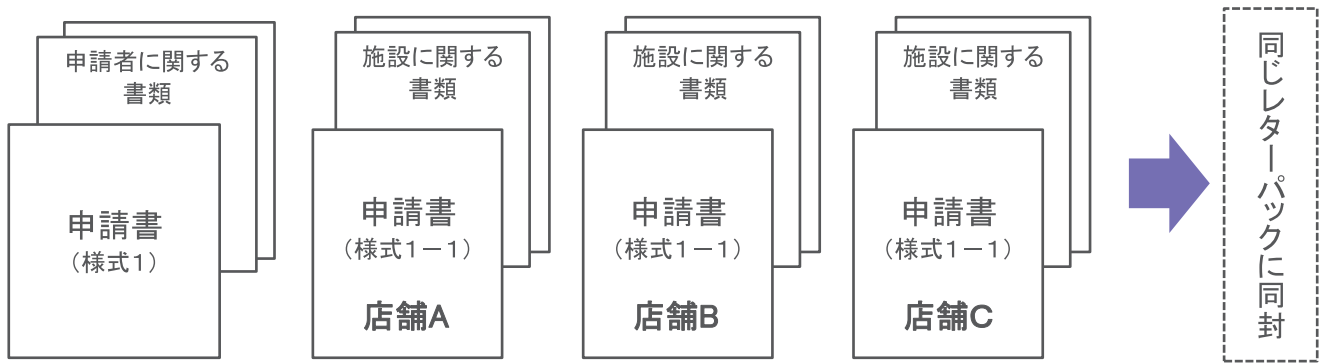 申請者に関する
書類
申請書
（様式１）
施設に関する
書類
申請書
（様式１－１）
店舗A
施設に関する
書類
申請書
（様式１－１）
店舗B
施設に関する
書類
申請書
（様式１－１）
店舗C
同じレターパックに同封